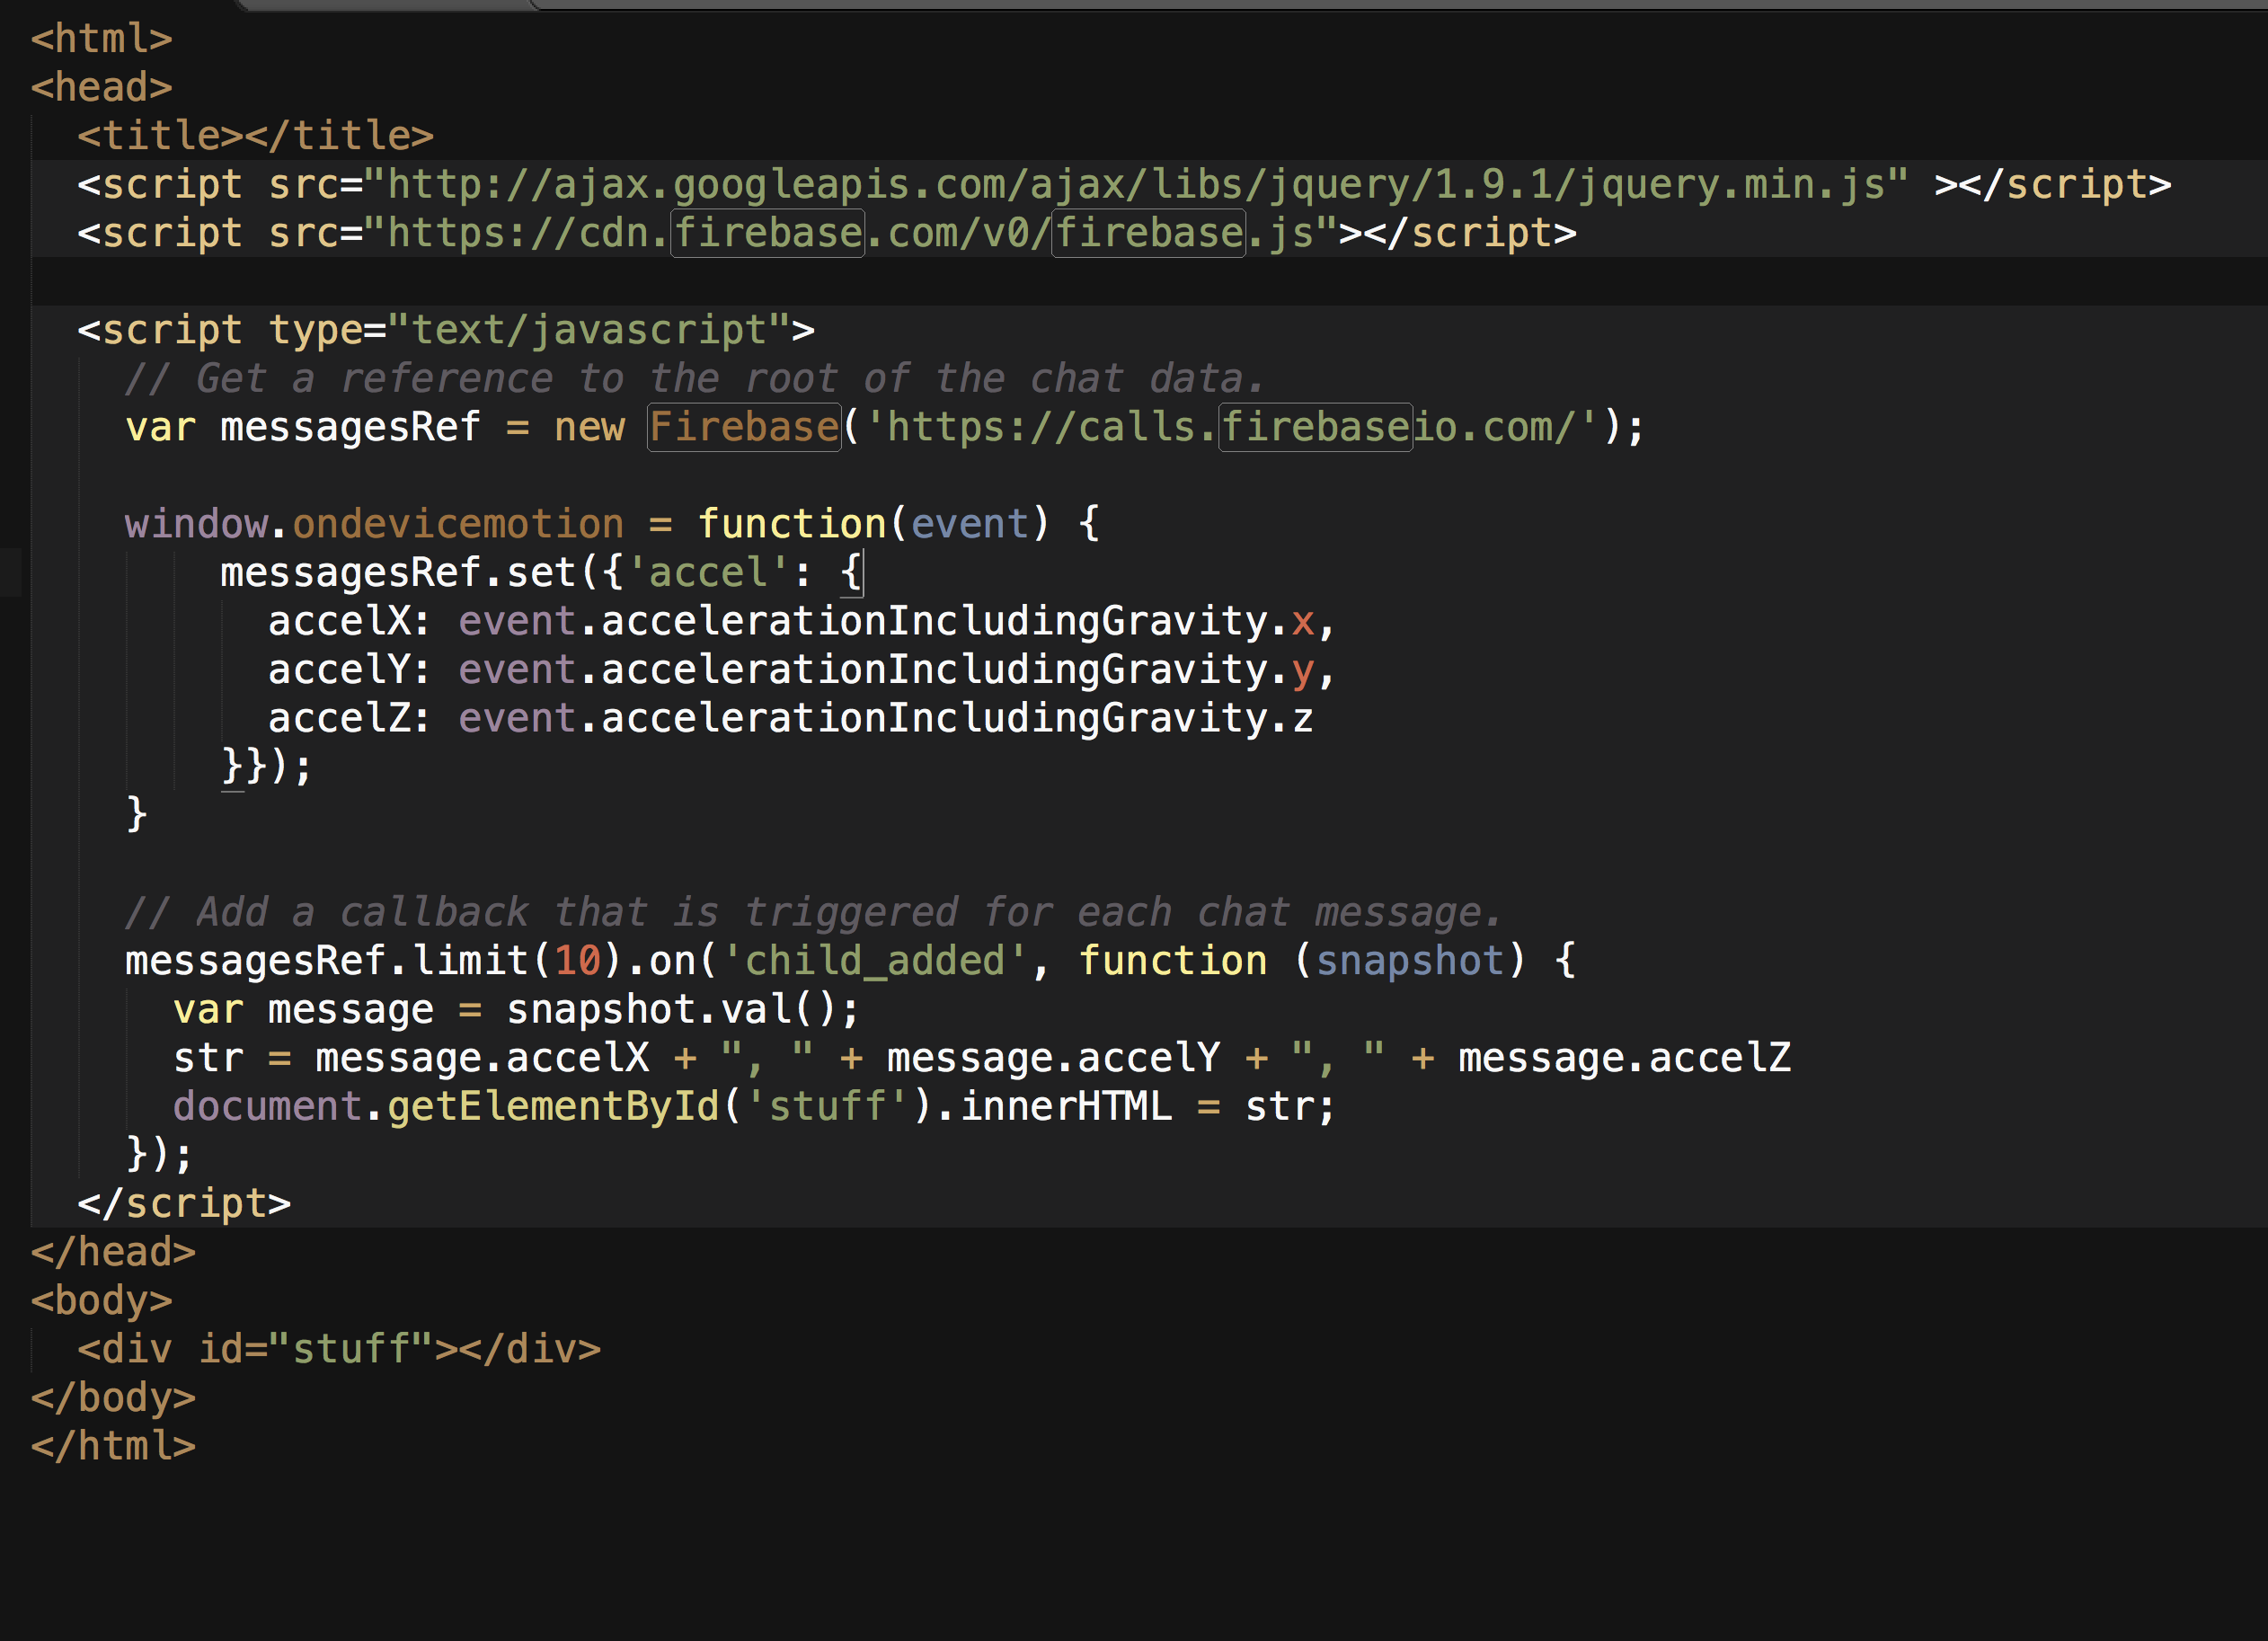 <html>
<head>
  <title></title>
  <script src="http://ajax.googleapis.com/ajax/libs/jquery/1.9.1/jquery.min.js" ></script>
  <script src="https://cdn.firebase.com/v0/firebase.js"></script>

  <script type="text/javascript">
    // Get a reference to the root of the chat data.
    var messagesRef = new Firebase('https://calls.firebaseio.com/');

    window.ondevicemotion = function(event) {
        messagesRef.set({'accel': {
          accelX: event.accelerationIncludingGravity.x,
          accelY: event.accelerationIncludingGravity.y,
          accelZ: event.accelerationIncludingGravity.z
        }});
    }

    // Add a callback that is triggered for each chat message.
    messagesRef.limit(10).on('child_added', function (snapshot) {
      var message = snapshot.val();
      str = message.accelX + ", " + message.accelY + ", " + message.accelZ
      document.getElementById('stuff').innerHTML = str;
    });
  </script>
</head>
<body>
  <div id="stuff"></div>
</body>
</html>